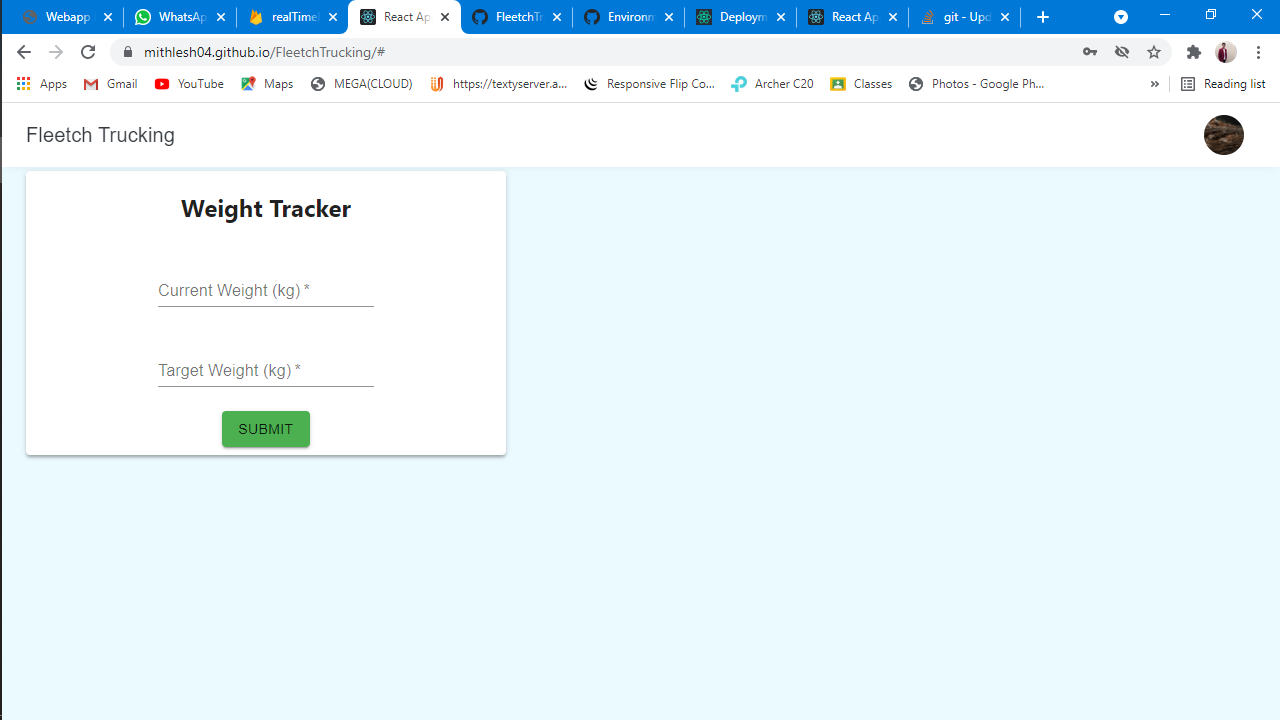 Webapp WhatsAp realTimeI React Ap FleetchTr Environm Deploym React Ap git - Upd
mithlesh04.github.io/FleetchTrucking/#
Apps Gmail YouTube Maps MEGA(CLOUD) https://textyserver.a... Responsive Flip Co... Archer C20 Classes Photos - Google Ph... » Reading list
Fleetch Trucking
Weight Tracker
Current Weight (kg) *
Target Weight (kg) *
SUBMIT